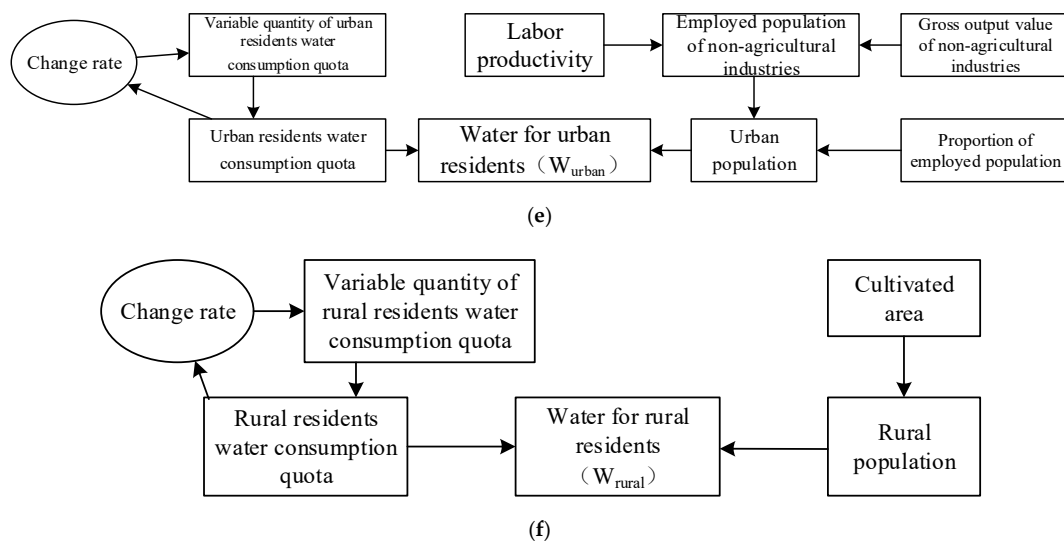 Change rate
Variable quantity of urban
residents water
consumption quota
Labor
productivity
Employed population
of non-agricultural
industries
Gross output value
of non-agricultural
industries
Urban residents water
consumption quota
Water for urban
residents（Wurban）
Urban
population
Proportion of
employed population
(e)
Change rate
Variable quantity of
rural residents water
consumption quota
Cultivated
area
Rural residents
water consumption
quota
Water for rural
residents
（Wrural）
Rural
population
(f)